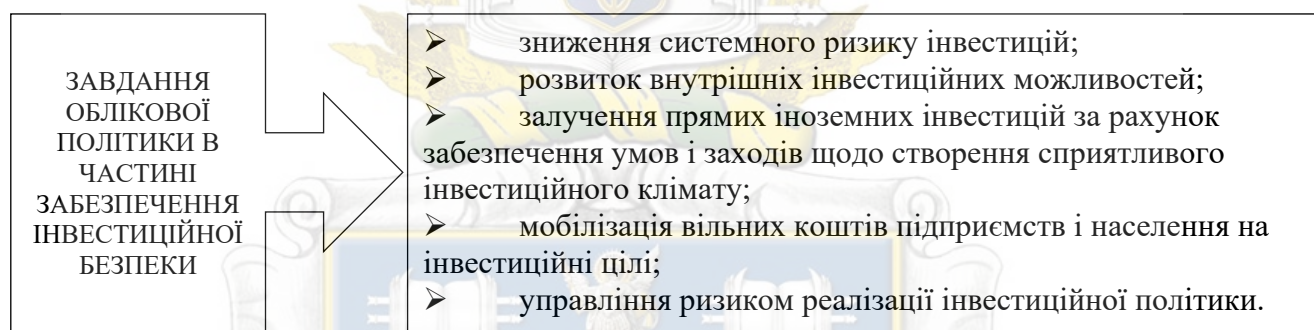 ЗАВДАННЯ
ОБЛІКОВОЇ
ПОЛІТИКИ В
ЧАСТИНІ
ЗАБЕЗПЕЧЕННЯ
ІНВЕСТИЦІЙНОЇ
БЕЗПЕКИ
➢ зниження системного ризику інвестицій;
➢ розвиток внутрішніх інвестиційних можливостей;
➢ залучення прямих іноземних інвестицій за рахунок
забезпечення умов і заходів щодо створення сприятливого
інвестиційного клімату;
➢ мобілізація вільних коштів підприємств і населення на
інвестиційні цілі;
➢ управління ризиком реалізації інвестиційної політики.